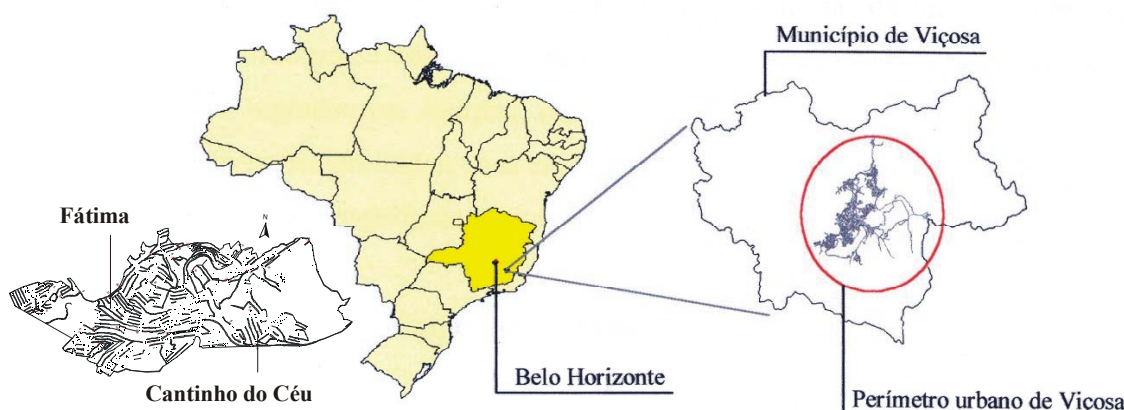 Município de Viçosa
Fátima
N
Cantinho do Céu
Belo Horizonte
Perímetro urbano de Viçosa